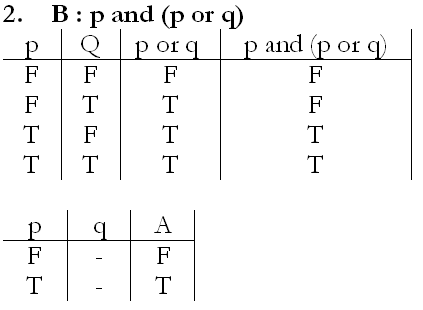 2. B : p and (p or q)
p Q p or q p and (p or q)
F F F F
F T T F
T F T T
T T T T
p q A
F - F
T - T